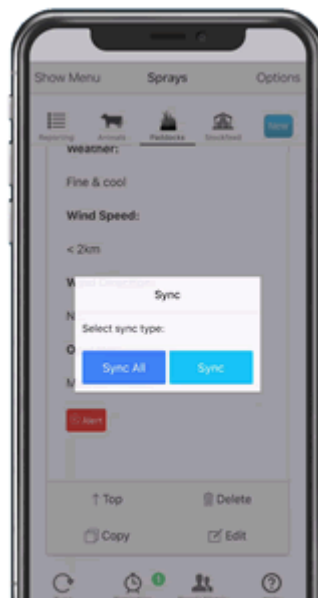 Show Menu Sprays Options
Reporting Animals Paddocks Stockfeed New
Weather:
Fine & cool
Wind Speed:
< 2km
Sync
Select sync type:
Sync All Sync
Alert
Top Delete
Copy Edit